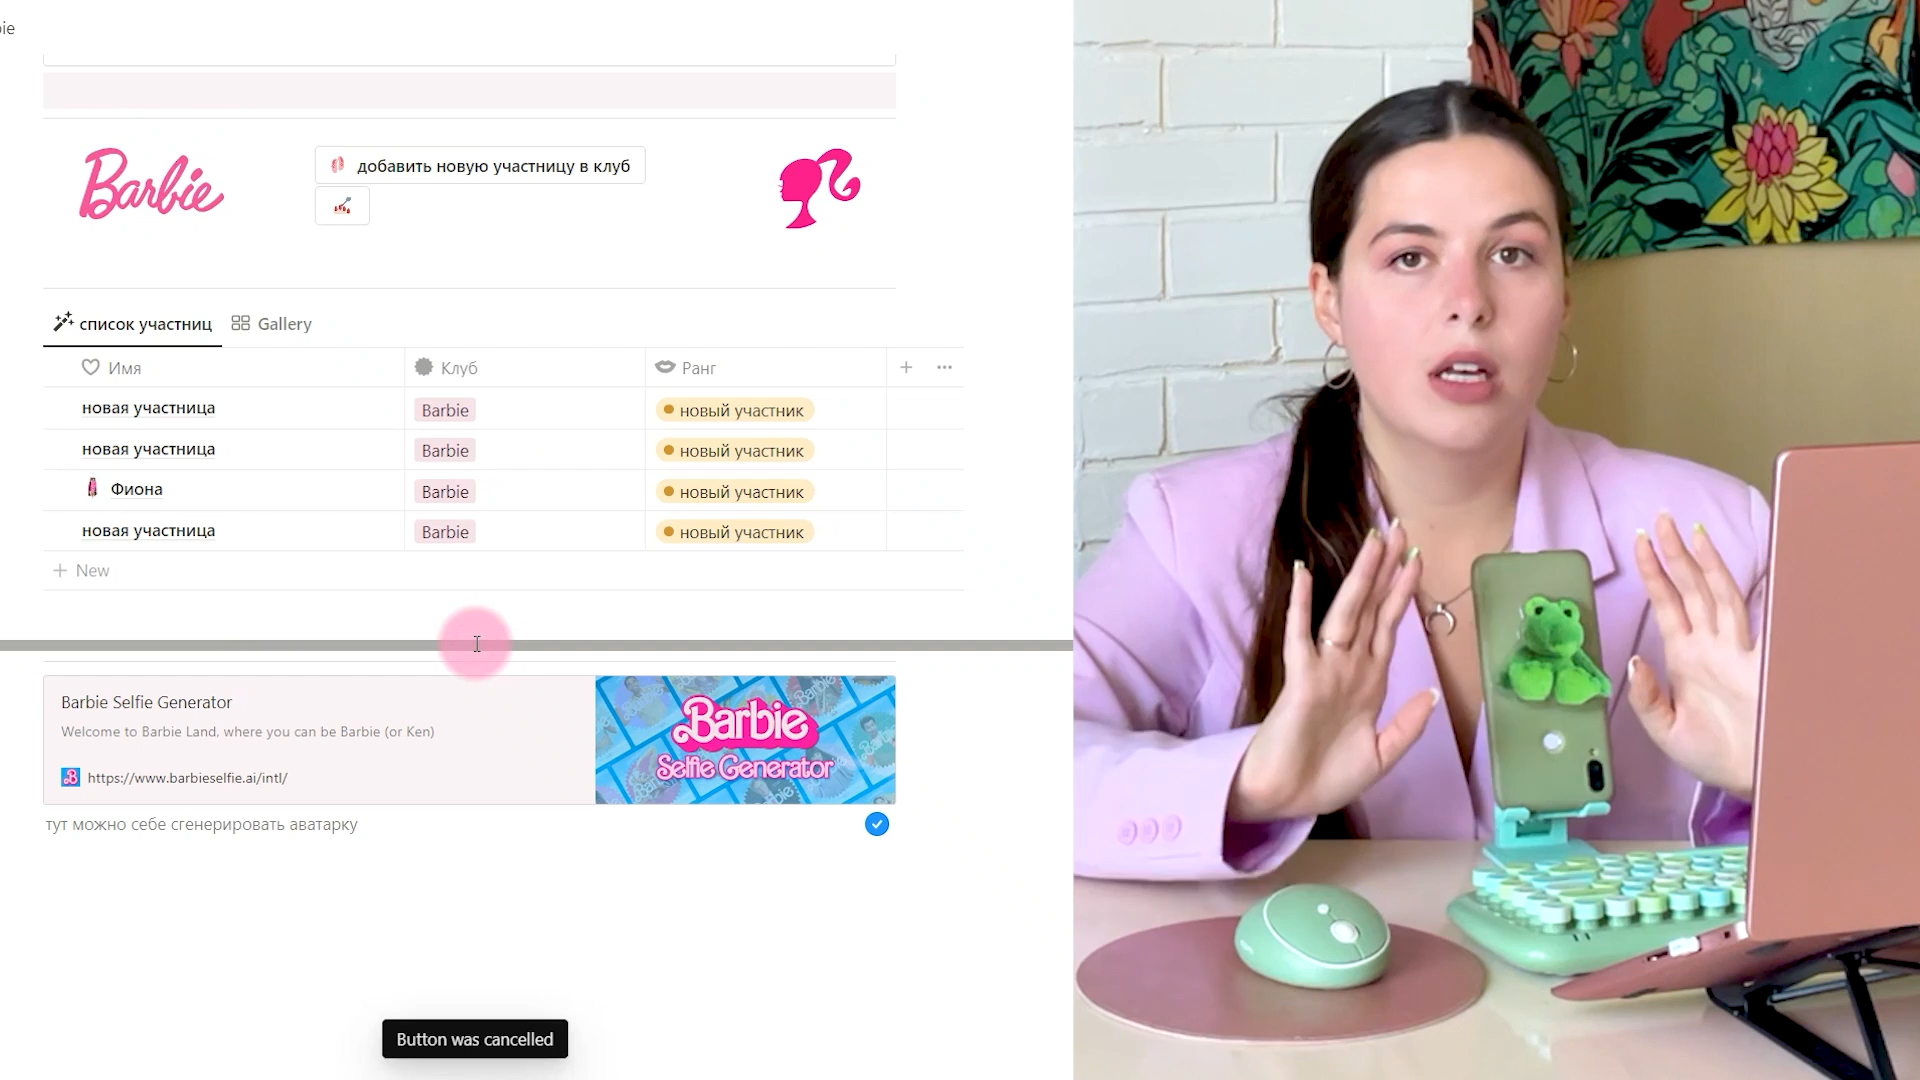 ie
Barbie
добавить новую участницу в клуб
список участниц
Gallery
Имя
Клуб
Ранг
новая участница
Barbie
новый участник
новая участница
Barbie
новый участник
Фиона
Barbie
новый участник
новая участница
Barbie
новый участник
New
Barbie Selfie Generator
Welcome to Barbie Land, where you can be Barbie (or Ken)
https://www.barbieselfie.ai/intl/
Barbie
Selfie Generator
тут можно себе сгенерировать аватарку
Button was cancelled